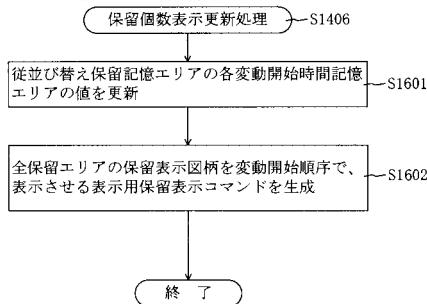 保留個数表示更新処理
S1406
従並び替え保留記憶エリアの各変動開始時間記憶
エリアの値を更新
S1601
全保留エリアの保留表示図柄を変動開始順序で、
表示させる表示用保留表示コマンドを生成
S1602
終 了